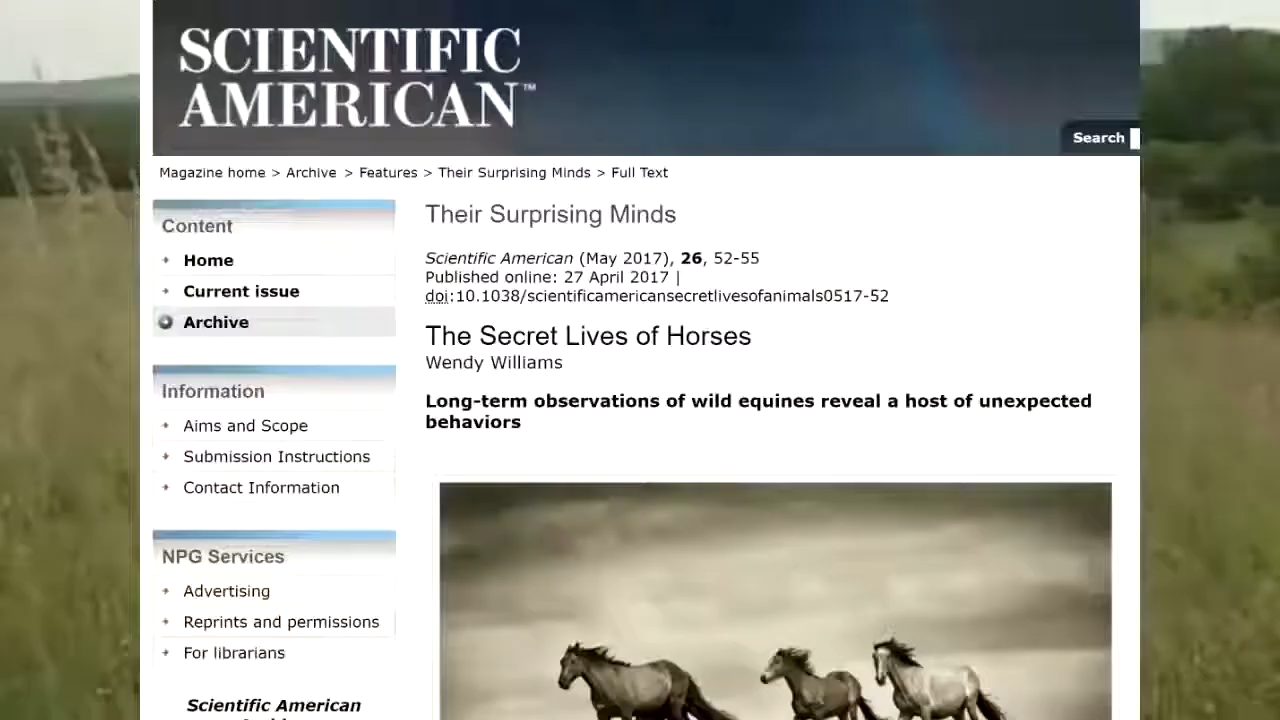 SCIENTIFIC
AMERICAN™
Search
Magazine home > Archive > Features > Their Surprising Minds > Full Text
Content
Home
Current issue
Archive
Information
Aims and Scope
Submission Instructions
Contact Information
NPG Services
Advertising
Reprints and permissions
For librarians
Scientific American
Their Surprising Minds
Scientific American (May 2017), 26, 52-55
Published online: 27 April 2017 |
doi:10.1038/scientificamericansecretlivesofanimals0517-52
The Secret Lives of Horses
Wendy Williams
Long-term observations of wild equines reveal a host of unexpected
behaviors